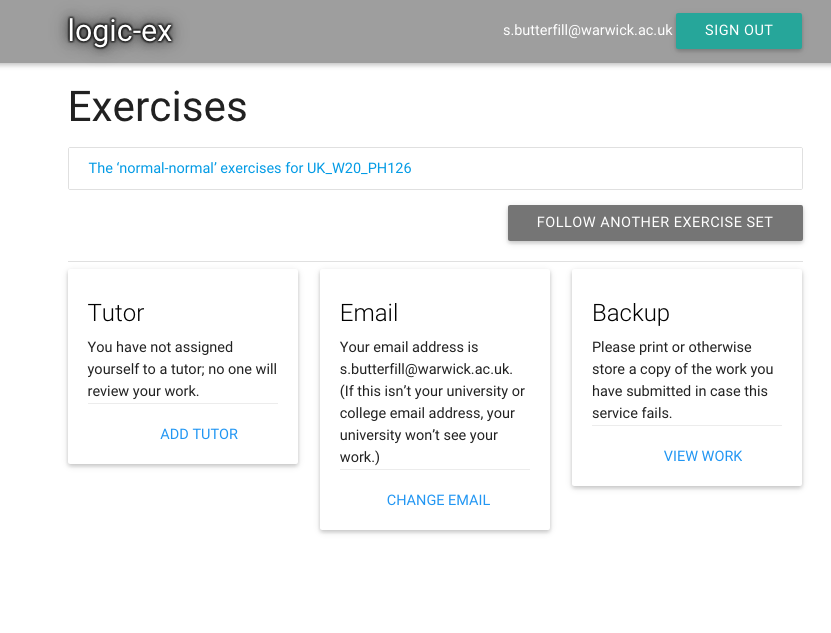 logic-ex
s.butterfill@warwick.ac.uk SIGN OUT
Exercises
The ‘normal-normal’ exercises for UK_W20_PH126
FOLLOW ANOTHER EXERCISE SET
Tutor
You have not assigned
yourself to a tutor; no one will
review your work.
ADD TUTOR
Email
Your email address is
s.butterfill@warwick.ac.uk.
(If this isn’t your university or
college email address, your
university won’t see your
work.)
CHANGE EMAIL
Backup
Please print or otherwise
store a copy of the work you
have submitted in case this
service fails.
VIEW WORK